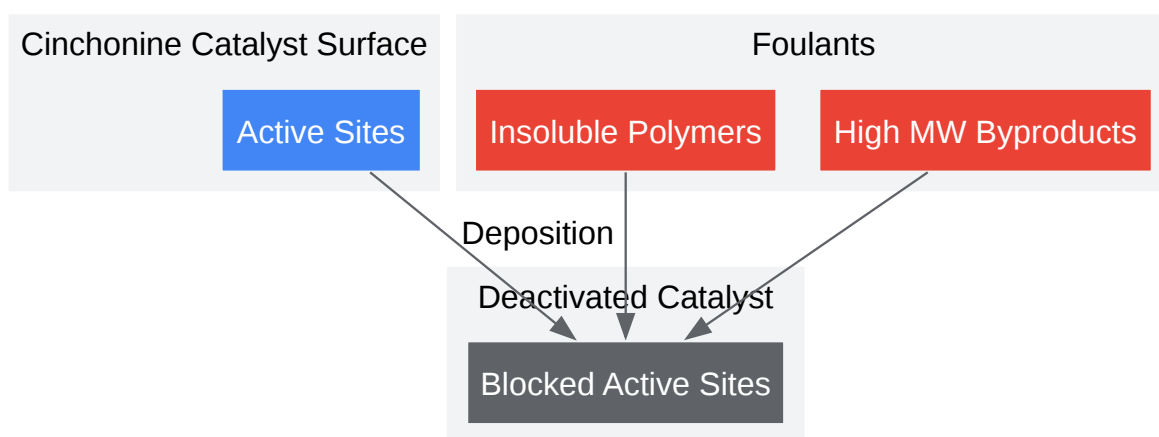 Cinchonine Catalyst Surface
Foulants
Active Sites
Insoluble Polymers
High MW Byproducts
Deposition
Deactivated Catalyst
Blocked Active Sites